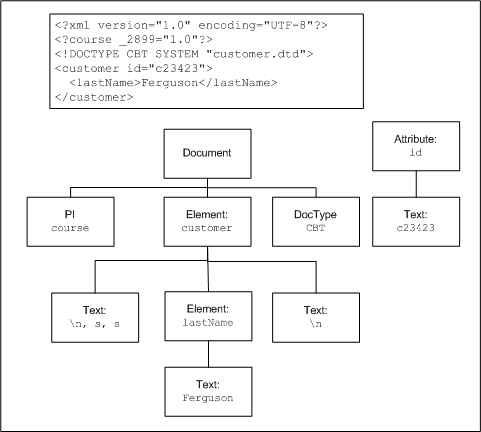 <?xml version="1.0" encoding="UTF-8"?>
<?course _2899="1.0"?>
<!DOCTYPE CBT SYSTEM "customer.dtd">
<customer id="c23423">
  <lastName>Ferguson</lastName>
</customer>
Document
Attribute:
id
PI
course
Element:
customer
DocType
CBT
Text:
c23423
Text:
\n, s, s
Element:
lastName
Text:
\n
Text:
Ferguson